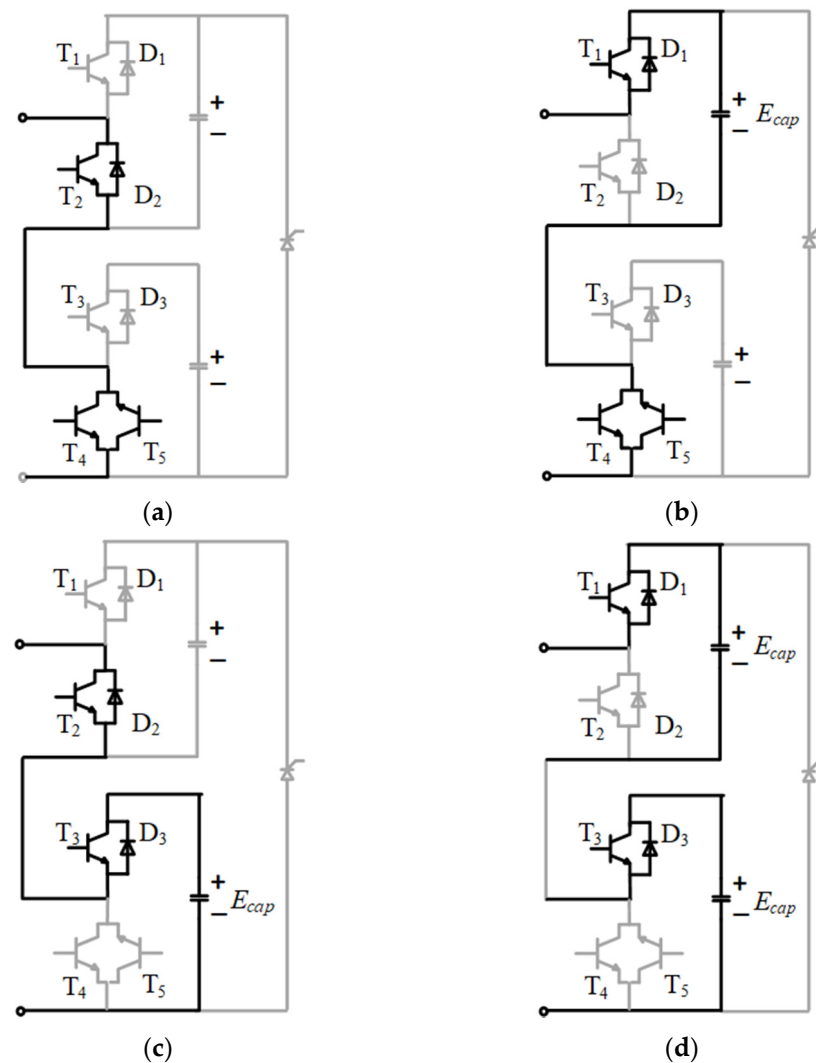 T1 D1
+
−
T2 D2
T3 D3
+
−
T4 T5
(a)
T1 D1
+
− Ecap
T2 D2
T3 D3
+
−
T4 T5
(b)
T1 D1
+
−
T2 D2
T3 D3
+
− Ecap
T4 T5
(c)
T1 D1
+
− Ecap
T2 D2
T3 D3
+
− Ecap
T4 T5
(d)